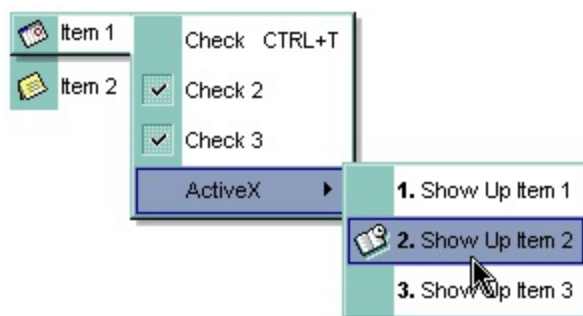 Item 1
Item 2
Check CTRL+T
Check 2
Check 3
ActiveX
1. Show Up Item 1
2. Show Up Item 2
3. Show Up Item 3